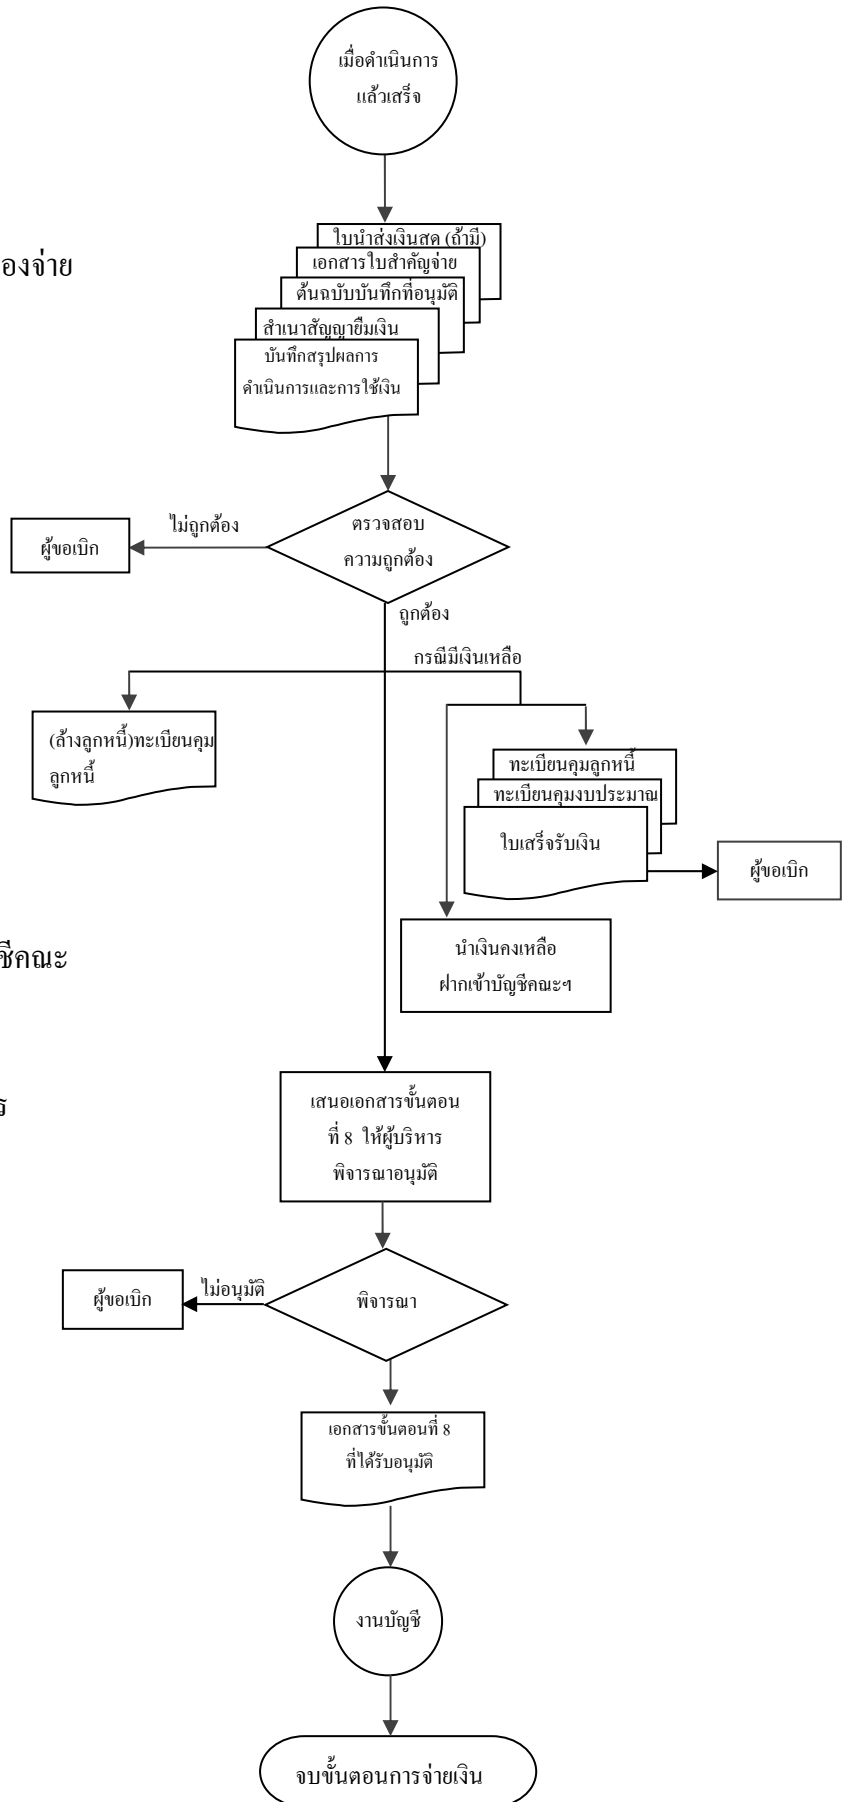 เมื่อดำเนินการ
แล้วเสร็จ
ใบนำส่งเงินสด (ถ้ามี)
องจ่าย
เอกสารใบสำคัญจ่าย
ต้นฉบับบันทึกที่อนุมัติ
สำเนาสัญญายืมเงิน
บันทึกสรุปผลการ
ดำเนินการและการใช้เงิน
ไม่ถูกต้อง
ตรวจสอบ
ความถูกต้อง
ผู้ขอเบิก
ถูกต้อง
กรณีมีเงินเหลือ
(ล้างลูกหนี้)ทะเบียนคุม
ลูกหนี้
ทะเบียนคุมลูกหนี้
ทะเบียนคุมงบประมาณ
ใบเสร็จรับเงิน
ผู้ขอเบิก
ชีคณะ
นำเงินคงเหลือ
ฝากเข้าบัญชีคณะฯ
ร
เสนอเอกสารขั้นตอน
ที่ 8 ให้ผู้บริหาร
พิจารณาอนุมัติ
ไม่อนุมัติ
ผู้ขอเบิก
พิจารณา
เอกสารขั้นตอนที่ 8
ที่ได้รับอนุมัติ
งานบัญชี
จบขั้นตอนการจ่ายเงิน